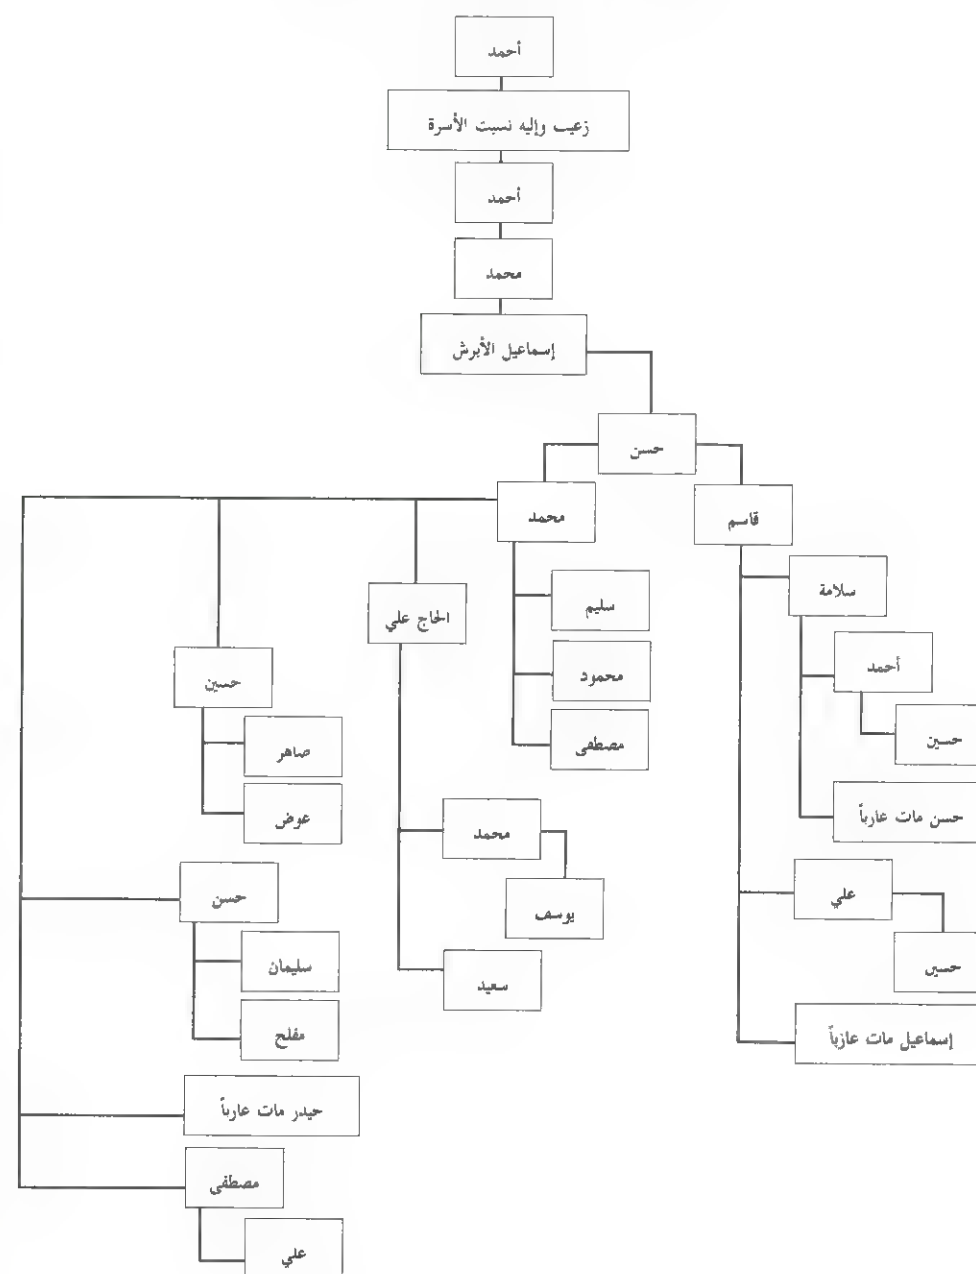 أحمد
زعيب وإليه نسبت الأسرة
أحمد
محمد
إسماعيل الأبرش
حسن
قاسم
محمد
سلامة
أحمد
حسين
حسن مات عارباً
علي
حسين
إسماعيل مات عازباً
سليم
محمود
مصطفى
الحاج علي
محمد
يوسف
سعيد
حسين
صاهر
عوض
حسن
سليمان
مفلح
حيدر مات عارباً
مصطفى
علي